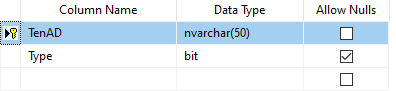 Column Name Data Type Allow Nulls
TenAD nvarchar(50)
Type bit